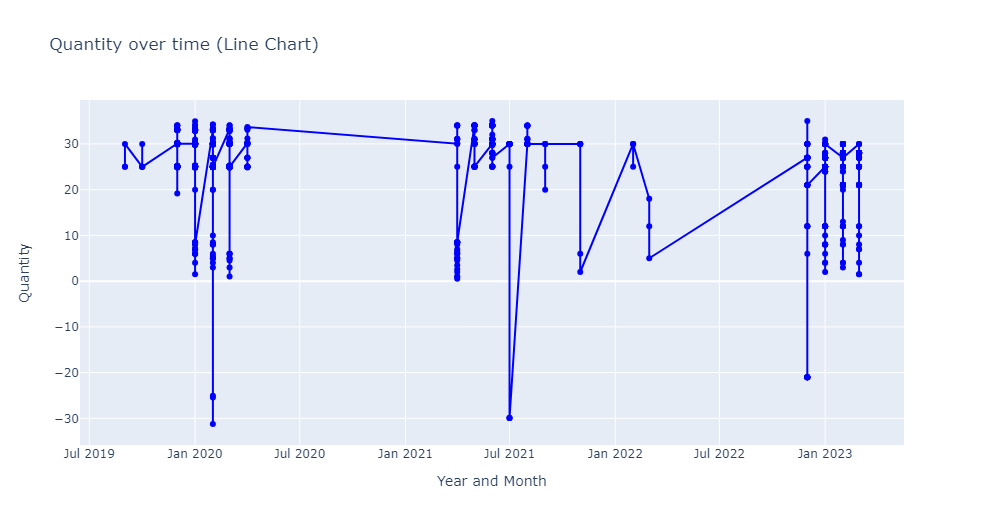 Quantity over time (Line Chart)
Quantity
30
20
10
0
−10
−20
−30
Jul 2019 Jan 2020 Jul 2020 Jan 2021 Jul 2021 Jan 2022 Jul 2022 Jan 2023
Year and Month